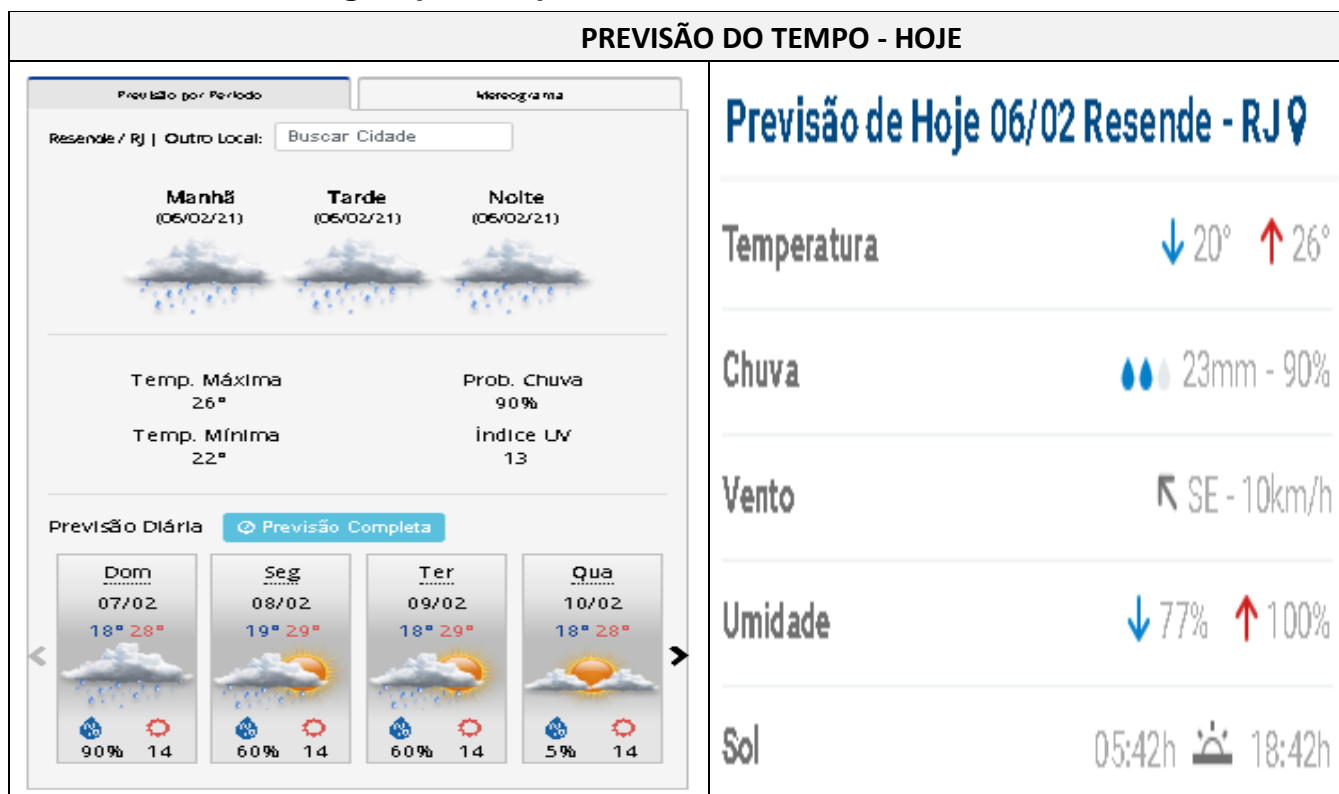 PREVISÃO DO TEMPO - HOJE
Previsão por Período
Meteograma
Resende / RJ | Outro Local: Buscar Cidade
Manhã Tarde Noite
(06/02/21) (06/02/21) (06/02/21)
Temp. Máxima Prob. Chuva
26° 90%
Temp. Mínima Índice UV
22° 13
Previsão Diária Previsão Completa
Dom Seg Ter Qua
07/02 08/02 09/02 10/02
18° 28° 19° 29° 18° 29° 18° 28°
90% 14 60% 14 60% 14 5% 14
Previsão de Hoje 06/02 Resende - RJ
Temperatura 20° 26°
Chuva 23mm - 90%
Vento SE - 10km/h
Umidade 77% 100%
Sol 05:42h 18:42h